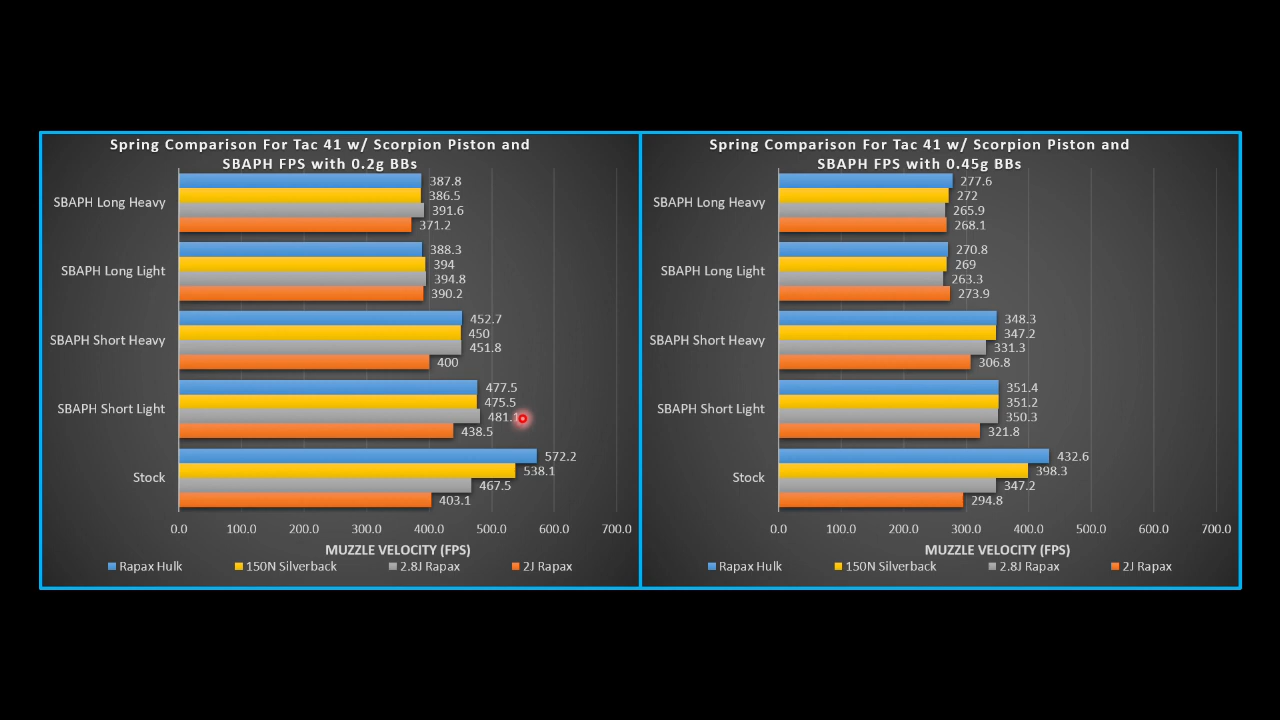 Spring Comparison For Tac 41 w/ Scorpion Piston and
SBAPH FPS with 0.2g BBs
SBAPH Long Heavy
387.8
386.5
391.6
371.2
SBAPH Long Light
388.3
394
394.8
390.2
SBAPH Short Heavy
452.7
450
451.8
400
SBAPH Short Light
477.5
475.5
481.1
438.5
Stock
572.2
538.1
467.5
403.1
0.0 100.0 200.0 300.0 400.0 500.0 600.0 700.0
MUZZLE VELOCITY (FPS)
Rapax Hulk 150N Silverback 2.8J Rapax 2J Rapax
Spring Comparison For Tac 41 w/ Scorpion Piston and
SBAPH FPS with 0.45g BBs
SBAPH Long Heavy
277.6
272
265.9
268.1
SBAPH Long Light
270.8
269
263.3
273.9
SBAPH Short Heavy
348.3
347.2
331.3
306.8
SBAPH Short Light
351.4
351.2
350.3
321.8
Stock
432.6
398.3
347.2
294.8
0.0 100.0 200.0 300.0 400.0 500.0 600.0 700.0
MUZZLE VELOCITY (FPS)
Rapax Hulk 150N Silverback 2.8J Rapax 2J Rapax